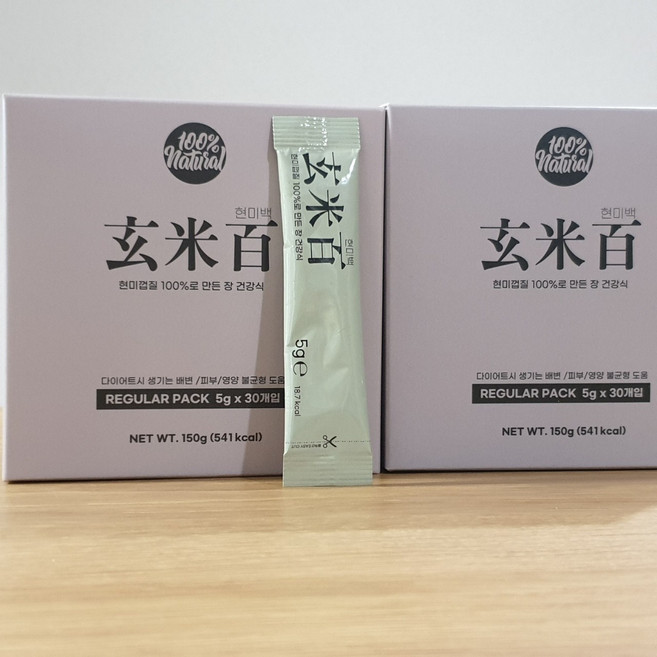 100%
Natural
현미백
玄米百
현미껍질 100%로 만든 장 건강식
다이어트시 생기는 배변 /피부/영양 불균형 도움
REGULAR PACK 5g x 30개입
NET WT. 150g (541 kcal)
玄米百
현미백
현미껍질 100%로 만든 장 건강식
5g℮
18.7 kcal
100%
Natural
현미백
玄米百
현미껍질 100%로 만든 장 건강식
다이어트시 생기는 배변 /피부/영양 불균형 도움
REGULAR PACK 5g x 30개입
NET WT. 150g (541 kcal)